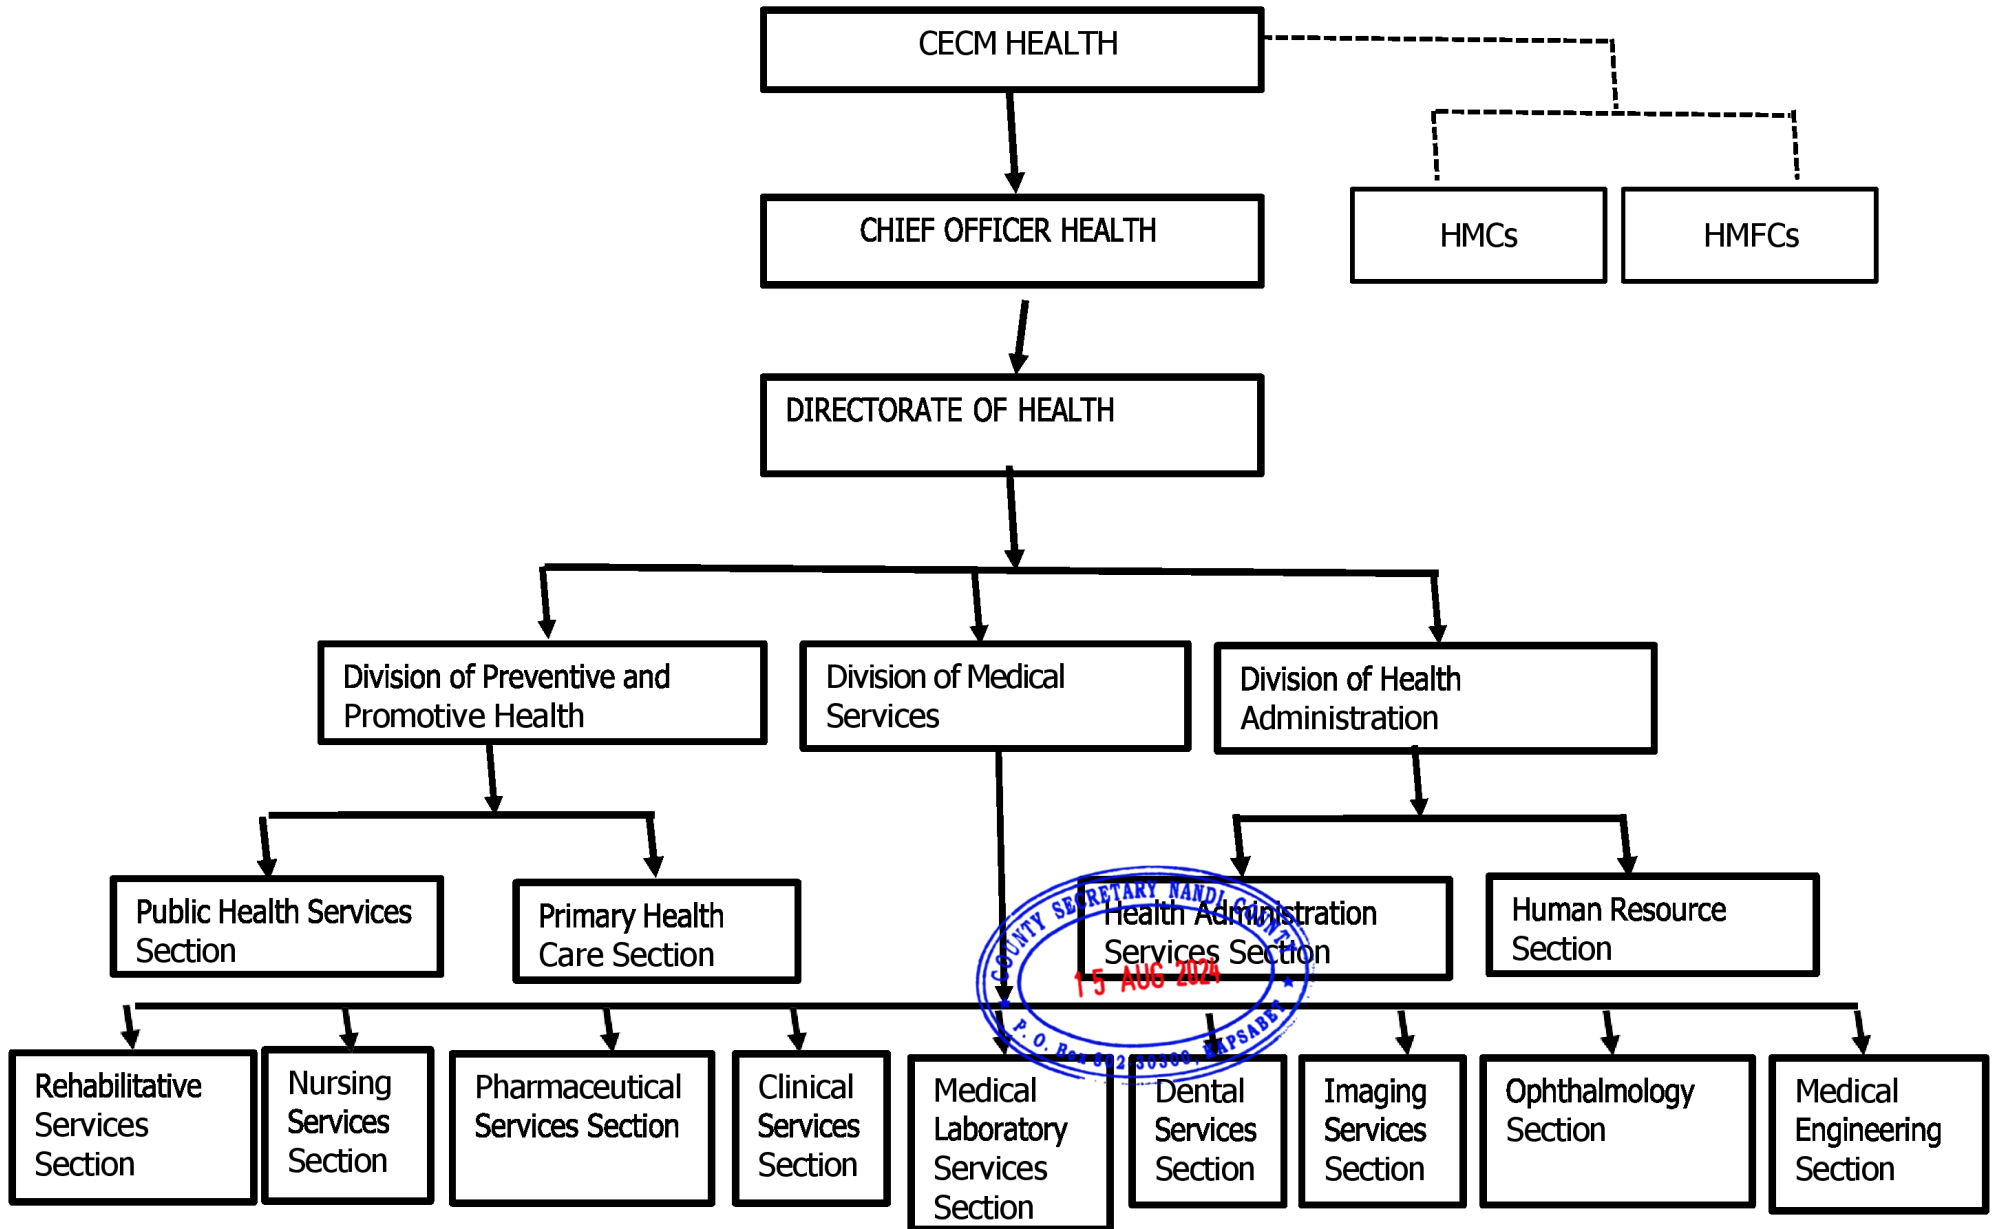 CECM HEALTH
HMCs
HMFCs
CHIEF OFFICER HEALTH
DIRECTORATE OF HEALTH
Division of Preventive and
Promotive Health
Division of Medical
Services
Division of Health
Administration
Public Health Services
Section
Primary Health
Care Section
Health Administration
Services Section
Human Resource
Section
COUNTY SECRETARY NANDI COUNTY
15 AUG 2024
P. O. Box 802-30300, KAPSABET
Rehabilitative
Services
Section
Nursing
Services
Section
Pharmaceutical
Services Section
Clinical
Services
Section
Medical
Laboratory
Services
Section
Dental
Services
Section
Imaging
Services
Section
Ophthalmology
Section
Medical
Engineering
Section